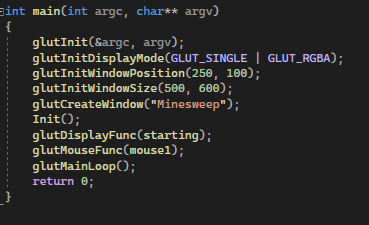 int main(int argc, char** argv)
{
glutInit(&argc, argv);
glutInitDisplayMode(GLUT_SINGLE | GLUT_RGBA);
glutInitWindowPosition(250, 100);
glutInitWindowSize(500, 600);
glutCreateWindow("Minesweep");
Init();
glutDisplayFunc(starting);
glutMouseFunc(mouse1);
glutMainLoop();
return 0;
}